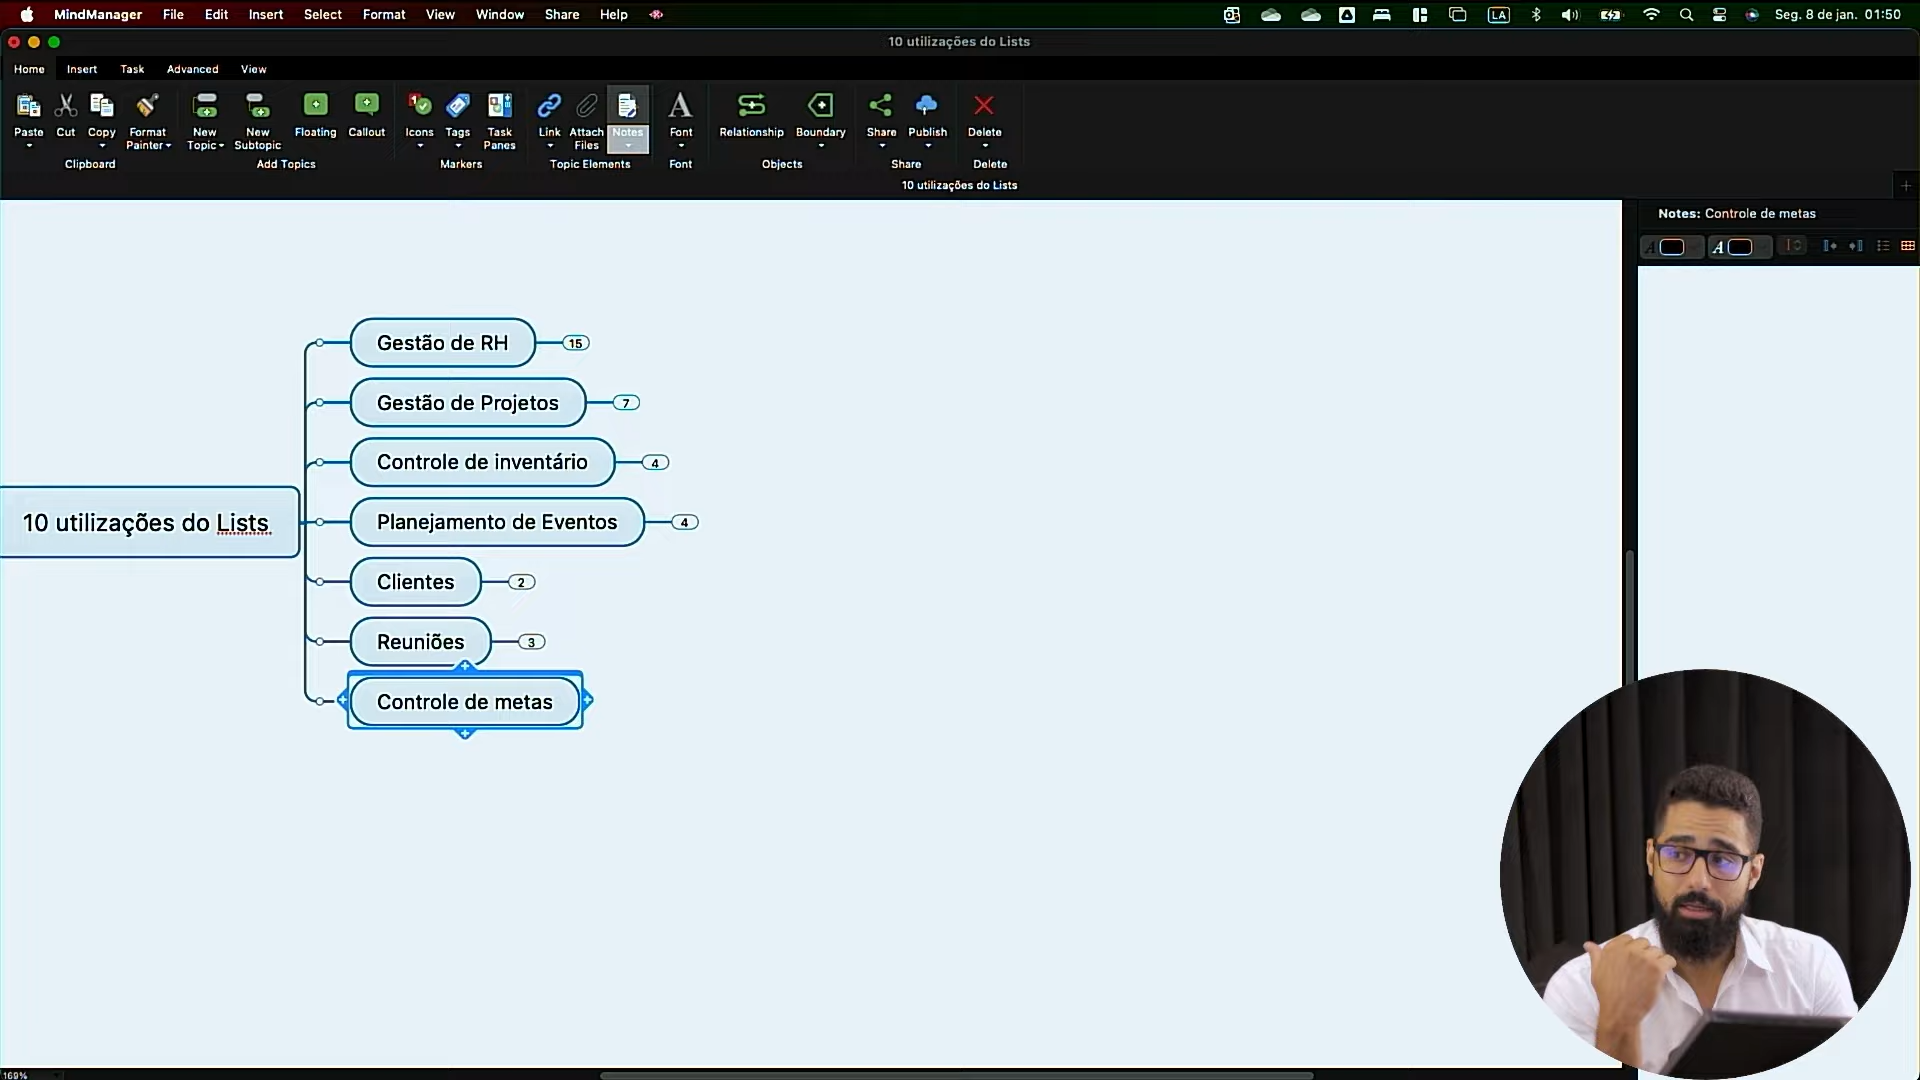 MindManager File Edit Insert Select Format View Window Share Help
LA Seg. 8 de jan. 01:50
10 utilizações do Lists
Home Insert Task Advanced View
Paste Cut Copy Format Painter New Topic New Subtopic Floating Callout Icons Tags Task Panes Link Attach Files Notes Font Relationship Boundary Share Publish Delete
Clipboard Add Topics Markers Topic Elements Font Objects Share Delete
10 utilizações do Lists
Notes: Controle de metas
Gestão de RH 15
Gestão de Projetos 7
Controle de inventário 4
10 utilizações do Lists
Planejamento de Eventos 4
Clientes 2
Reuniões 3
Controle de metas
169%